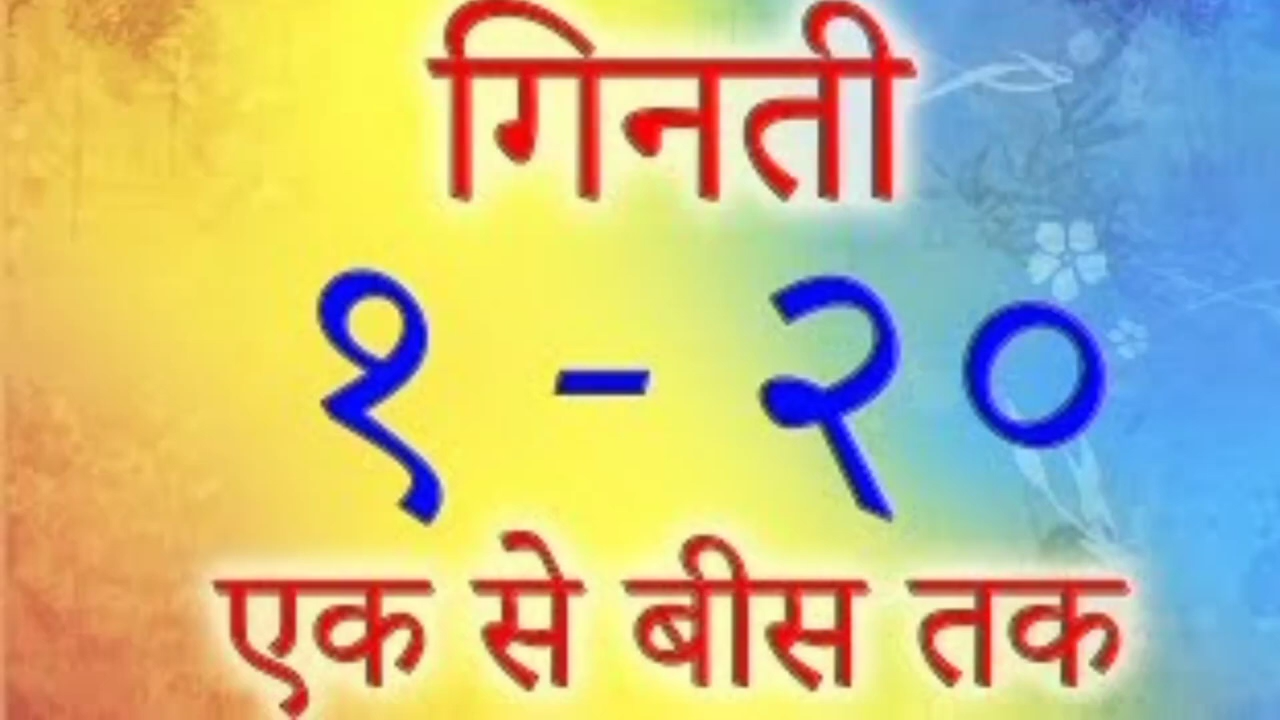 गिनती
१ - २०
एक से बीस तक